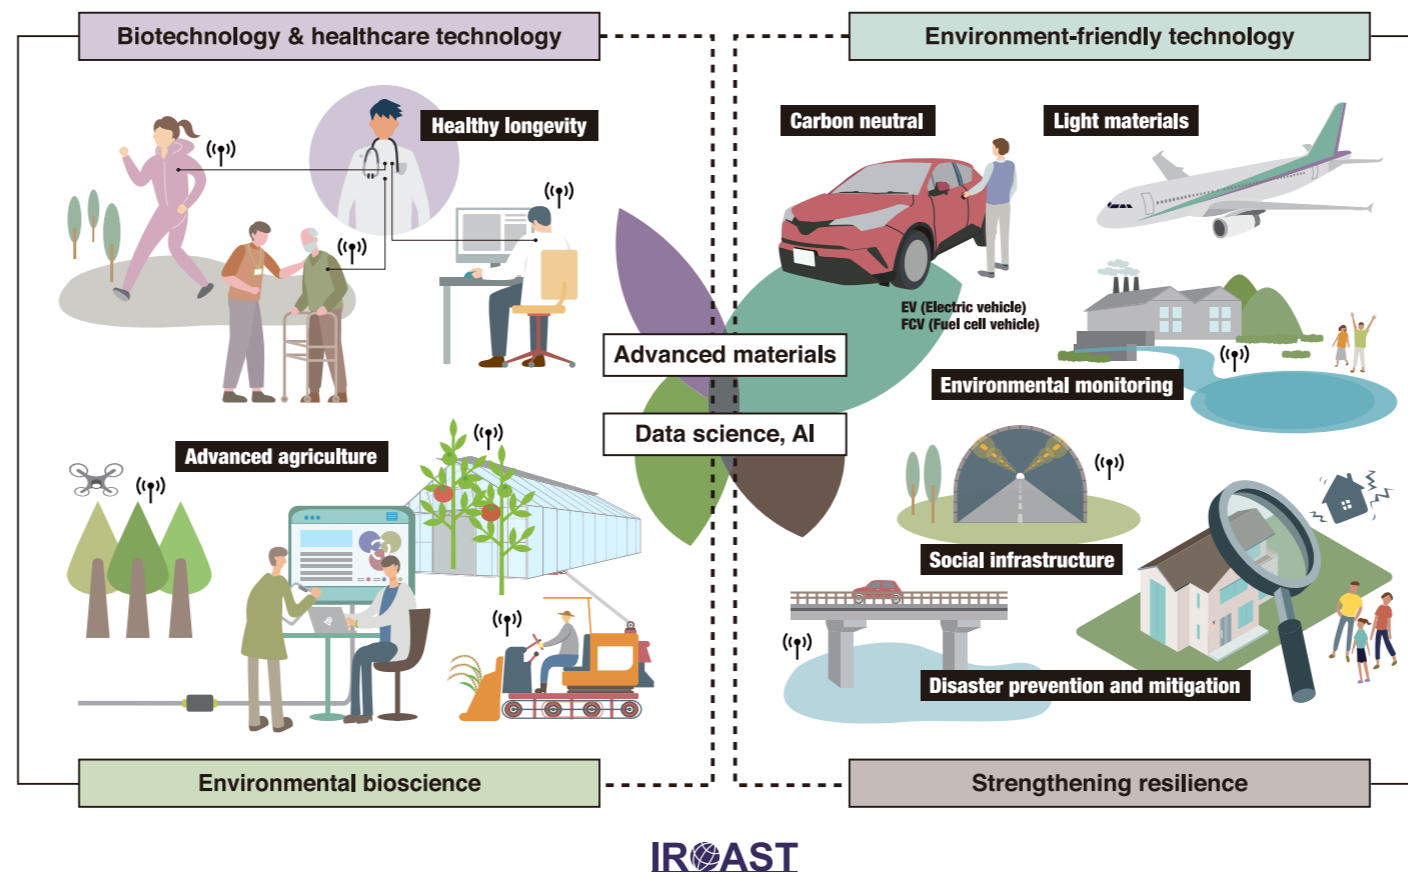 Biotechnology & healthcare technology
Environment-friendly technology
Healthy longevity
Carbon neutral
Light materials
EV (Electric vehicle)
FCV (Fuel cell vehicle)
Advanced materials
Environmental monitoring
Data science, AI
Advanced agriculture
Social infrastructure
Disaster prevention and mitigation
Environmental bioscience
Strengthening resilience
IROAST